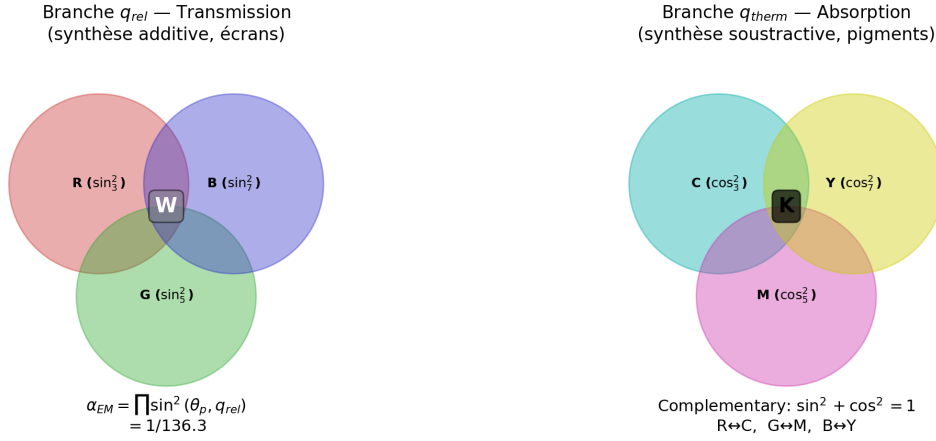 Branche q_rel — Transmission
(synthèse additive, écrans)
R (sin²₃)
B (sin²₇)
W
G (sin²₅)
α_EM = ∏ sin² (θ_p, q_rel)
= 1/136.3
Branche q_therm — Absorption
(synthèse soustractive, pigments)
C (cos²₃)
Y (cos²₇)
K
M (cos²₅)
Complementary: sin² + cos² = 1
R↔C, G↔M, B↔Y